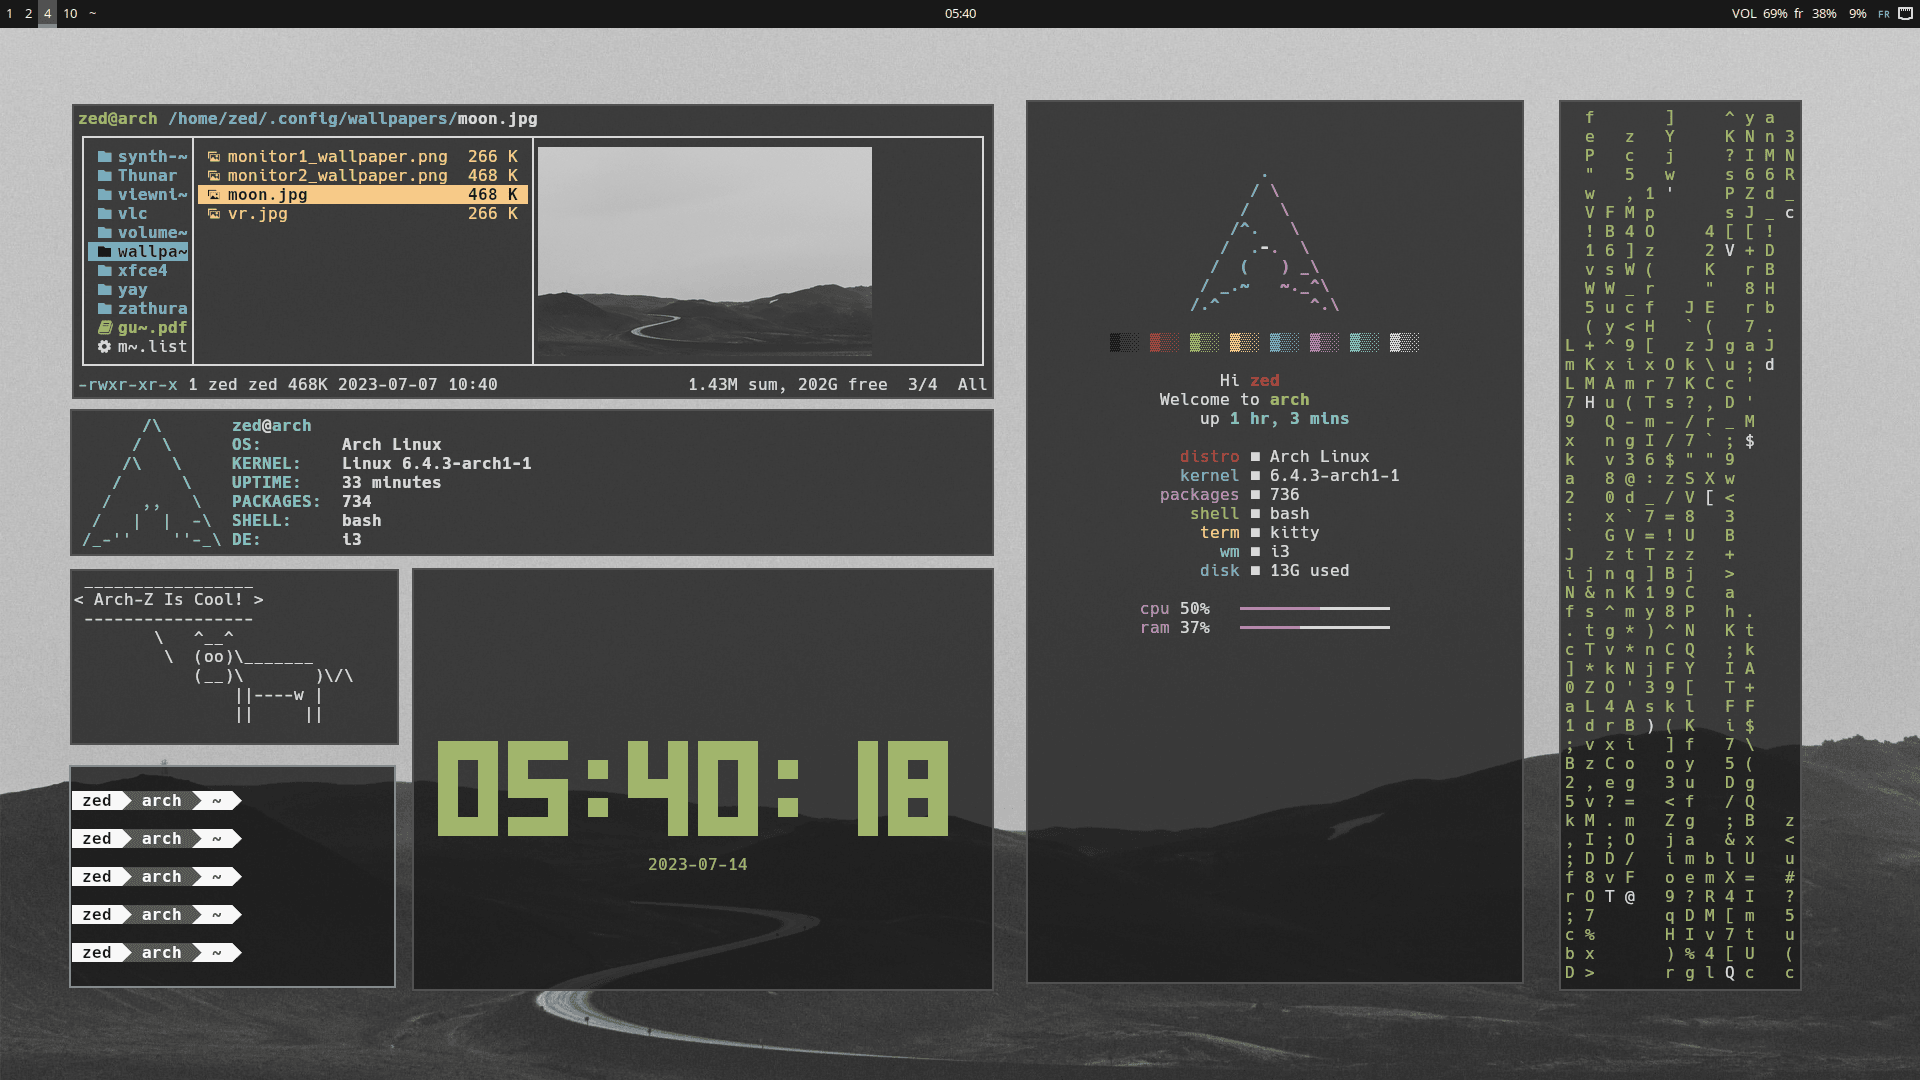 1 2 4 10 ~
05:40
VOL 69% fr 38% 9% FR
zed@arch /home/zed/.config/wallpapers/moon.jpg
synth-~
Thunar
viewni~
vlc
volume~
wallpa~
xfce4
yay
zathura
gu~.pdf
m~.list
monitor1_wallpaper.png 266 K
monitor2_wallpaper.png 468 K
moon.jpg 468 K
vr.jpg 266 K
-rwxr-xr-x 1 zed zed 468K 2023-07-07 10:40 1.43M sum, 202G free 3/4 All
zed@arch
OS: Arch Linux
KERNEL: Linux 6.4.3-arch1-1
UPTIME: 33 minutes
PACKAGES: 734
SHELL: bash
DE: i3
< Arch-Z Is Cool! >
(oo)
zed arch ~
zed arch ~
zed arch ~
zed arch ~
zed arch ~
05:40:18
2023-07-14
Hi zed
Welcome to arch
up 1 hr, 3 mins
distro ■ Arch Linux
kernel ■ 6.4.3-arch1-1
packages ■ 736
shell ■ bash
term ■ kitty
wm ■ i3
disk ■ 13G used
cpu 50%
ram 37%